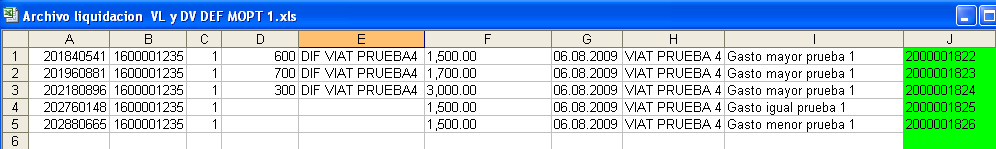 Archivo liquidacion VL y DV DEF MOPT 1.xls
A B C D E F G H I J
1 201840541 1600001235 1 600 DIF VIAT PRUEBA4 1,500.00 06.08.2009 VIAT PRUEBA 4 Gasto mayor prueba 1 2000001822
2 201960881 1600001235 1 700 DIF VIAT PRUEBA4 1,700.00 06.08.2009 VIAT PRUEBA 4 Gasto mayor prueba 1 2000001823
3 202180896 1600001235 1 300 DIF VIAT PRUEBA4 3,000.00 06.08.2009 VIAT PRUEBA 4 Gasto mayor prueba 1 2000001824
4 202760148 1600001235 1 1,500.00 06.08.2009 VIAT PRUEBA 4 Gasto igual prueba 1 2000001825
5 202880665 1600001235 1 1,500.00 06.08.2009 VIAT PRUEBA 4 Gasto menor prueba 1 2000001826
6